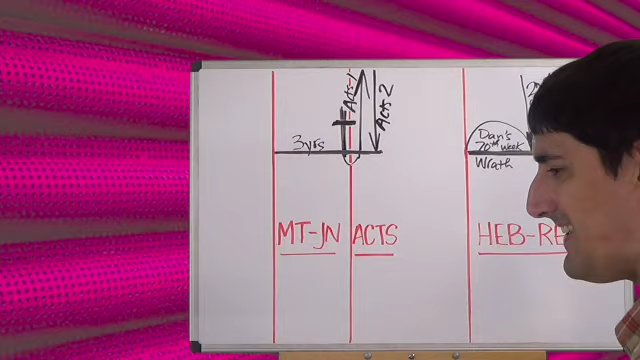 3yrs
Acts 1
Acts 2
Dan's
70th week
Wrath
MT-JN
ACTS
HEB-RE